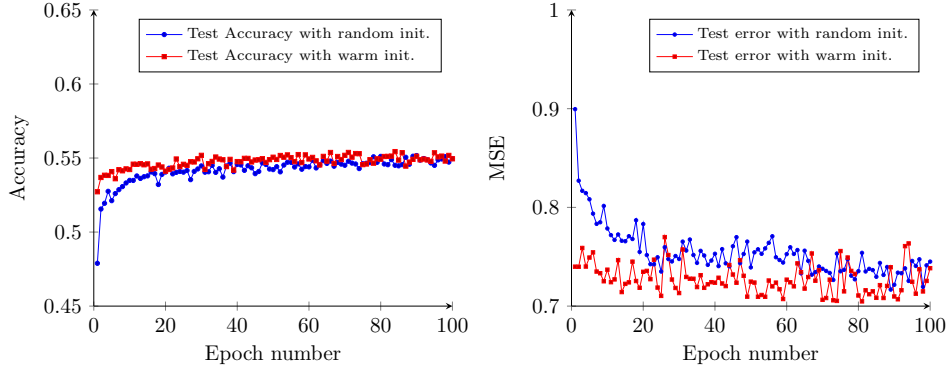 0.65
0.6
0.55
0.5
0.45
Accuracy
0 20 40 60 80 100
Epoch number
Test Accuracy with random init.
Test Accuracy with warm init.
1
0.9
0.8
0.7
MSE
0 20 40 60 80 100
Epoch number
Test error with random init.
Test error with warm init.